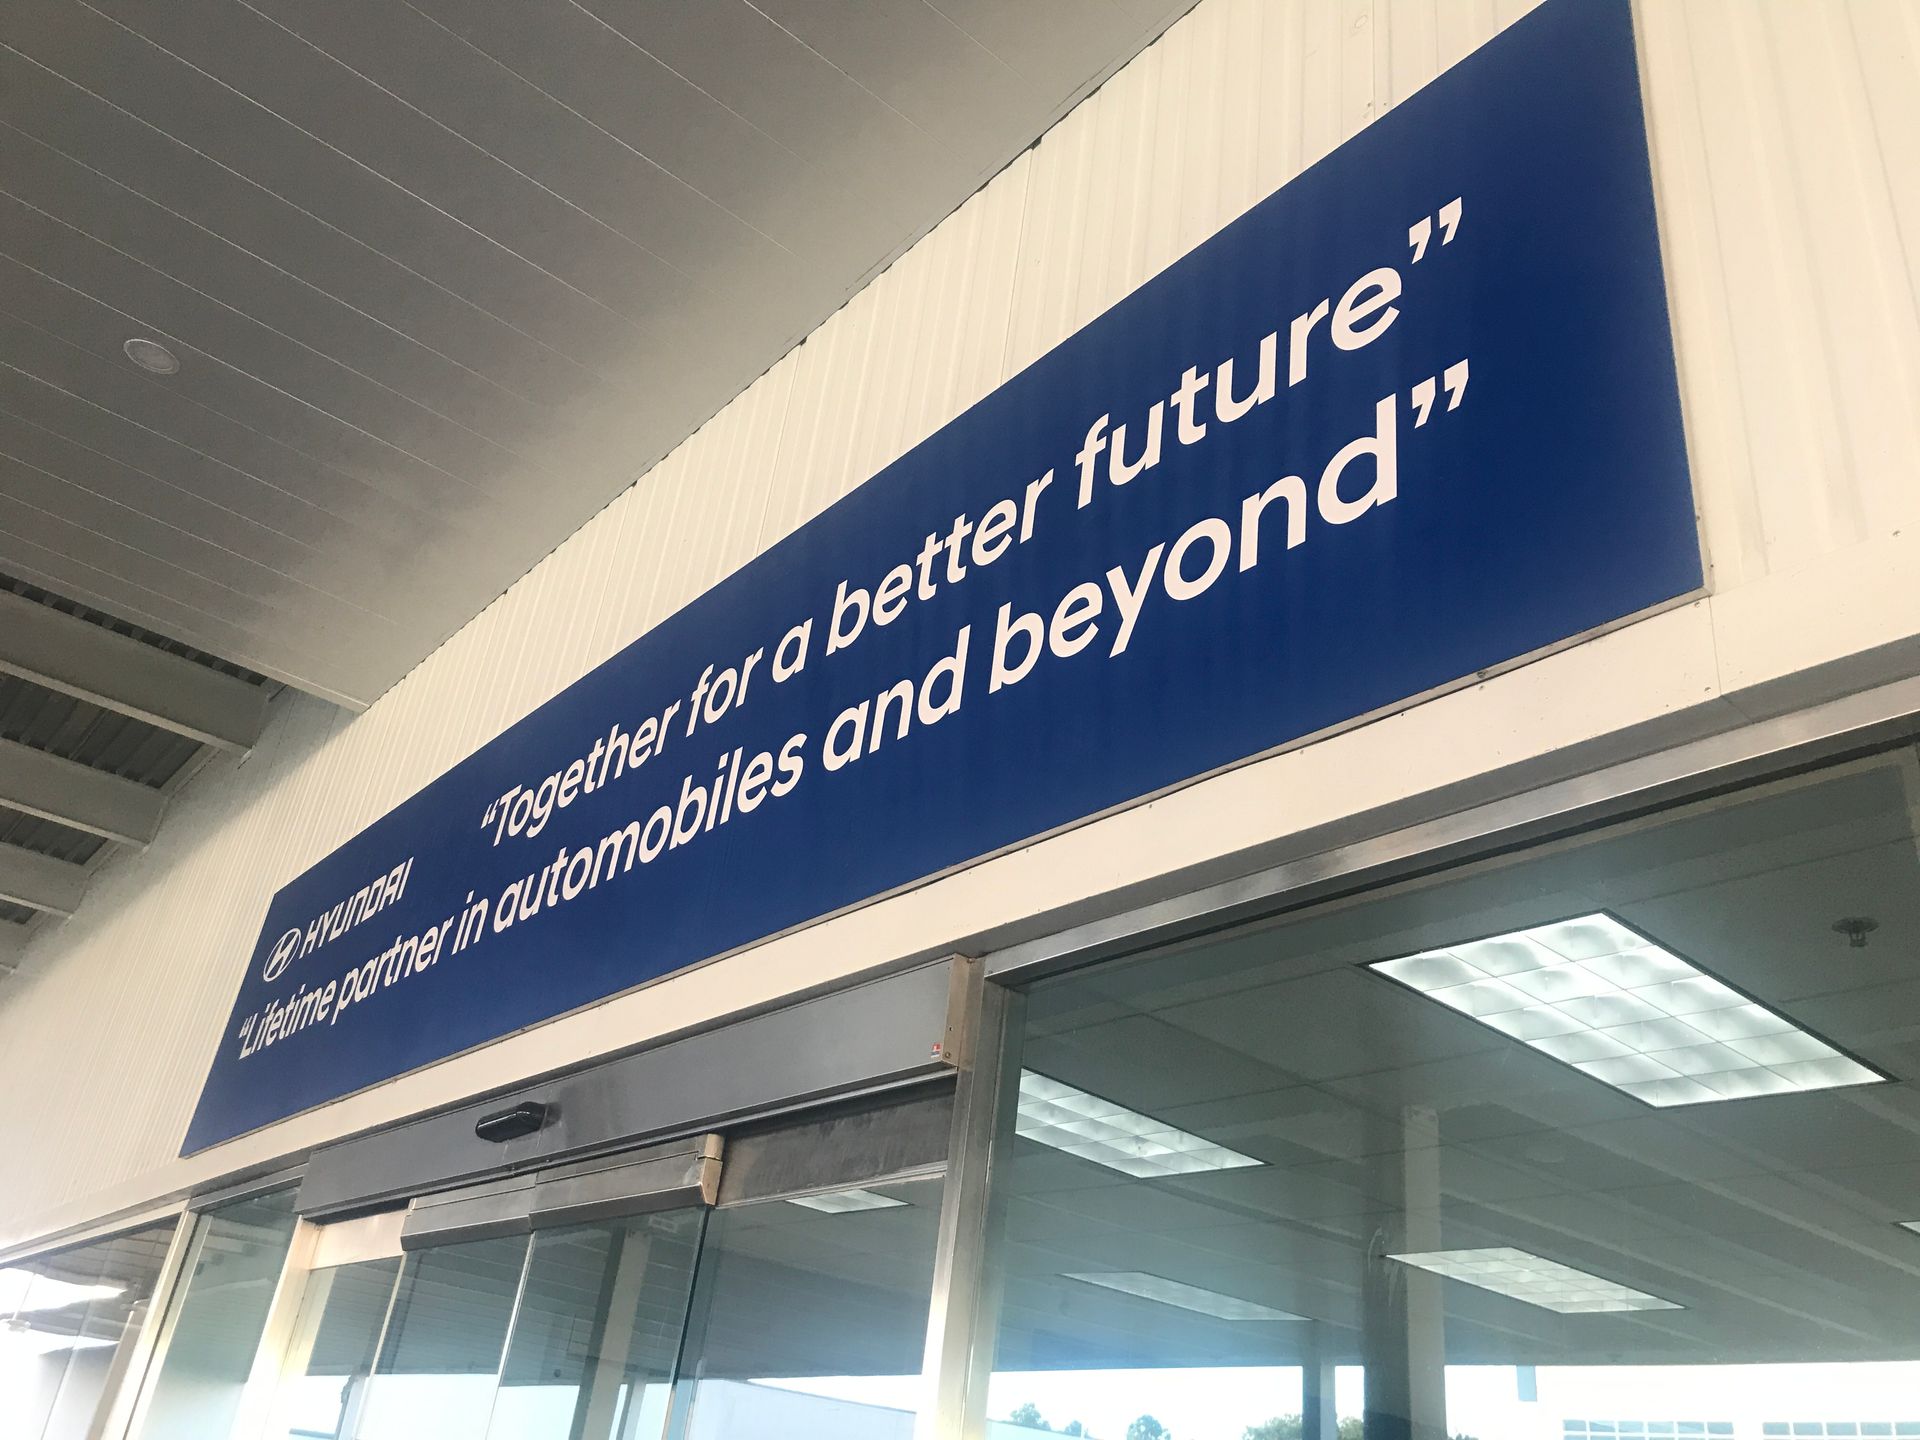 HYUNDAI “Together for a better future”
“Lifetime partner in automobiles and beyond”